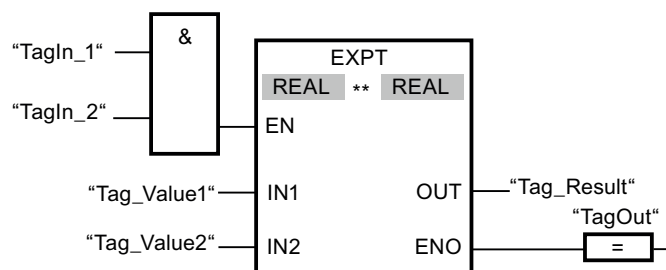 &
“TagIn_1“
“TagIn_2“
EXPT
REAL ** REAL
EN
“Tag_Value1“ IN1 OUT “Tag_Result“
“TagOut“
“Tag_Value2“ IN2 ENO =